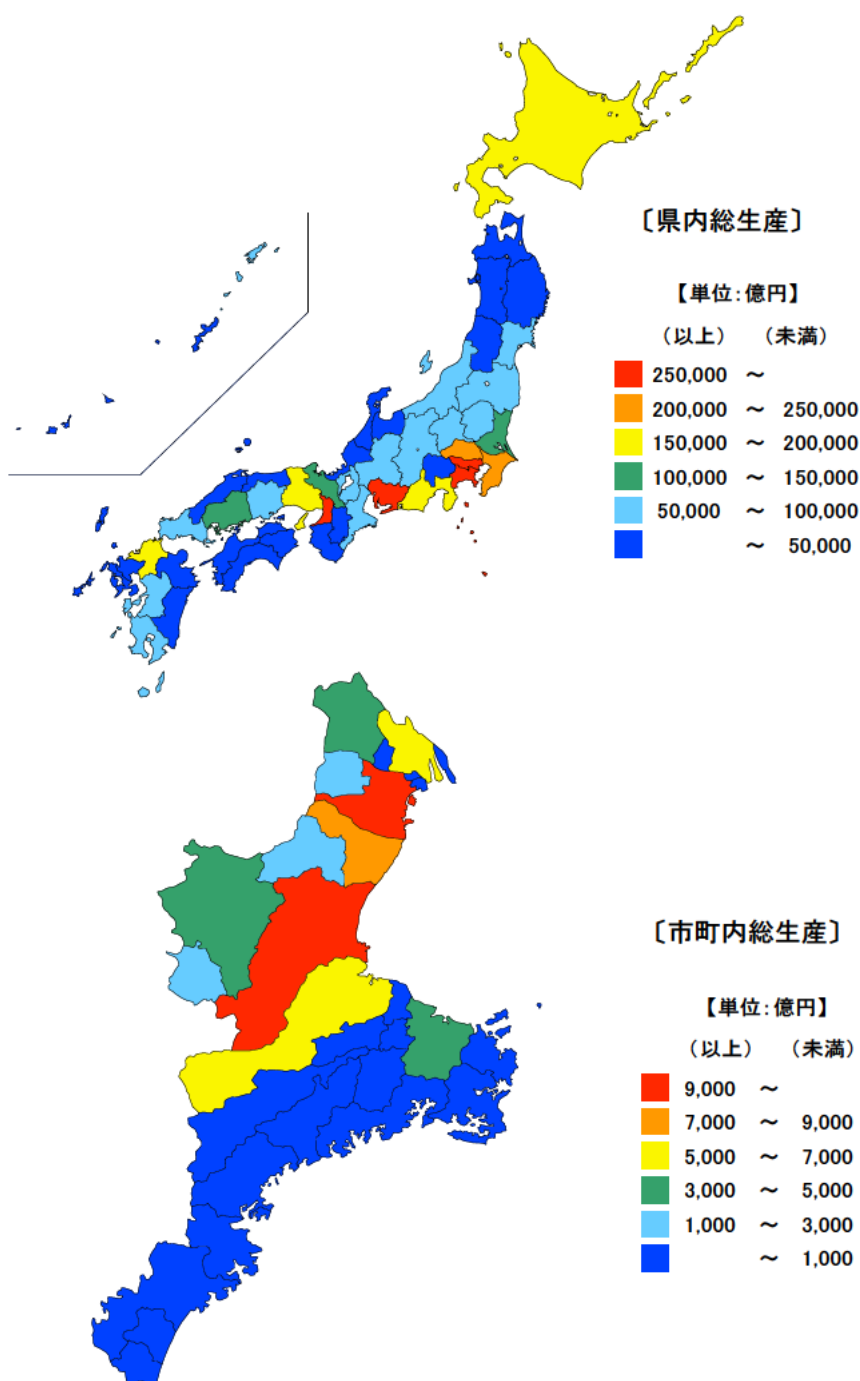 〔県内総生産〕
【単位:億円】
（以上） （未満）
250,000 ～
200,000 ～ 250,000
150,000 ～ 200,000
100,000 ～ 150,000
50,000 ～ 100,000
～ 50,000
〔市町内総生産〕
【単位:億円】
（以上） （未満）
9,000 ～
7,000 ～ 9,000
5,000 ～ 7,000
3,000 ～ 5,000
1,000 ～ 3,000
～ 1,000